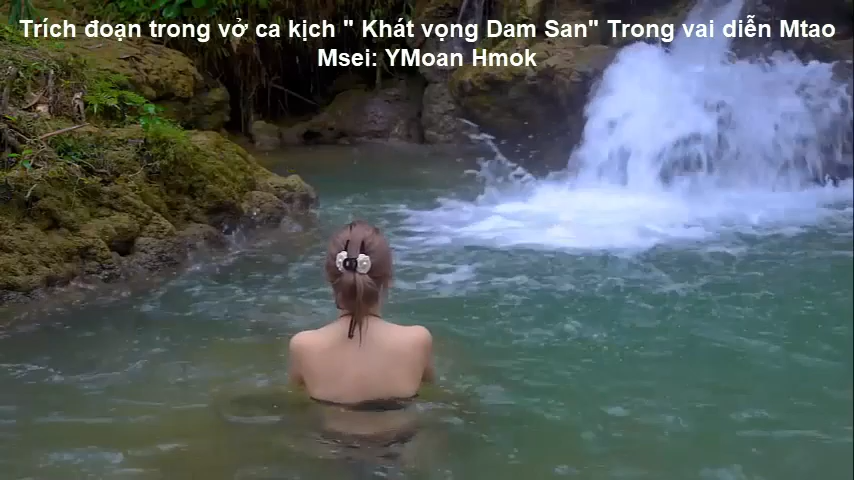 Trích đoạn trong vở ca kịch " Khát vọng Dam San" Trong vai diễn Mtao
Msei: YMoan Hmok